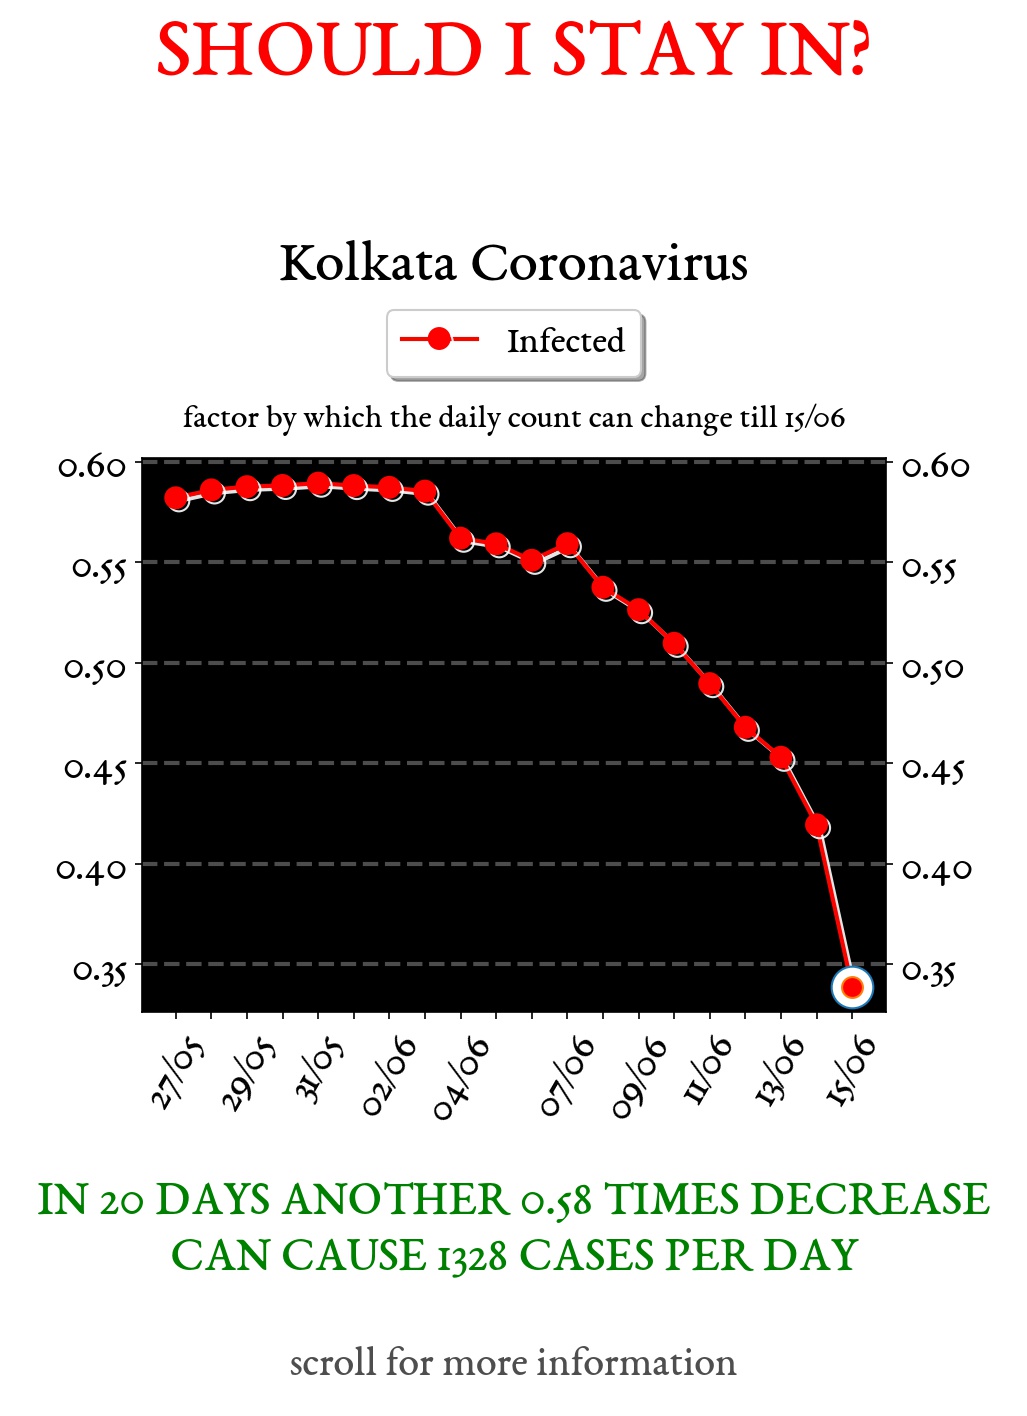 SHOULD I STAY IN?
Kolkata Coronavirus
Infected
factor by which the daily count can change till 15/06
0.60 0.60
0.55 0.55
0.50 0.50
0.45 0.45
0.40 0.40
0.35 0.35
27/05 29/05 31/05 02/06 04/06 07/06 09/06 11/06 13/06 15/06
IN 20 DAYS ANOTHER 0.58 TIMES DECREASE
CAN CAUSE 1328 CASES PER DAY
scroll for more information